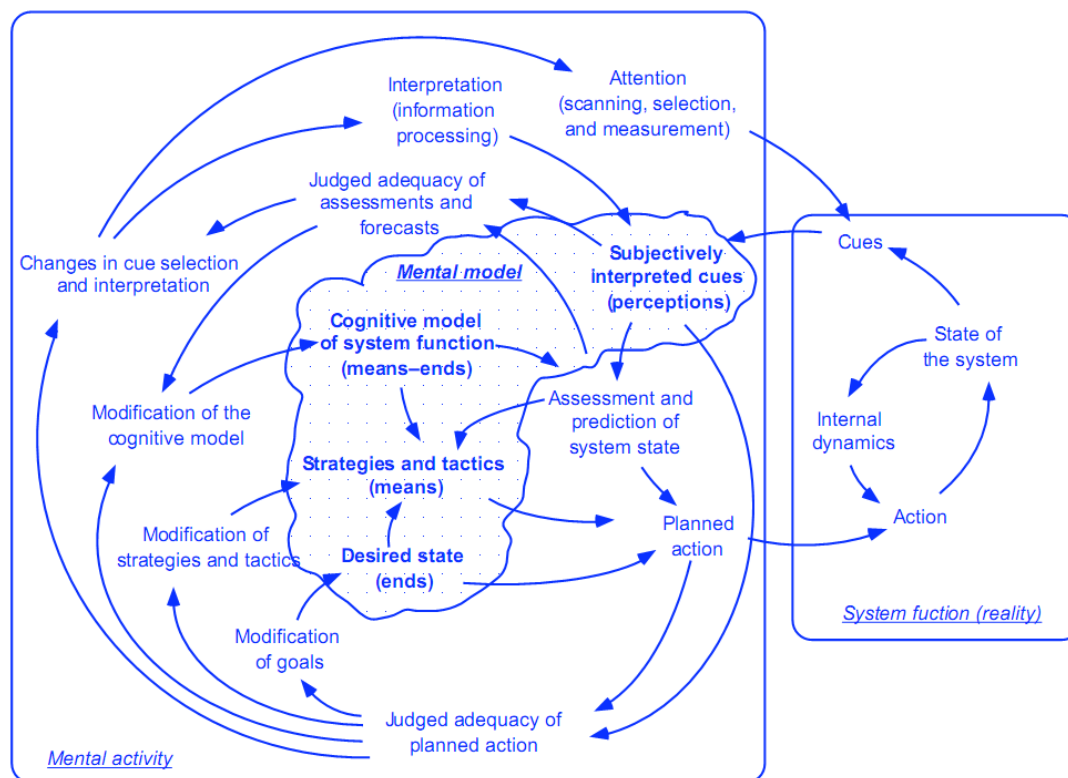 Interpretation
(information
processing)
Attention
(scanning, selection,
and measurement)
Judged adequacy of
assessments and
forecasts
Changes in cue selection
and interpretation
Mental model
Subjectively
interpreted cues
(perceptions)
Cues
Cognitive model
of system function
(means–ends)
State of
the system
Modification of the
cognitive model
Assessment and
prediction of
system state
Internal
dynamics
Strategies and tactics
(means)
Modification of
strategies and tactics
Planned
action
Action
Desired state
(ends)
System fuction (reality)
Modification
of goals
Judged adequacy of
planned action
Mental activity